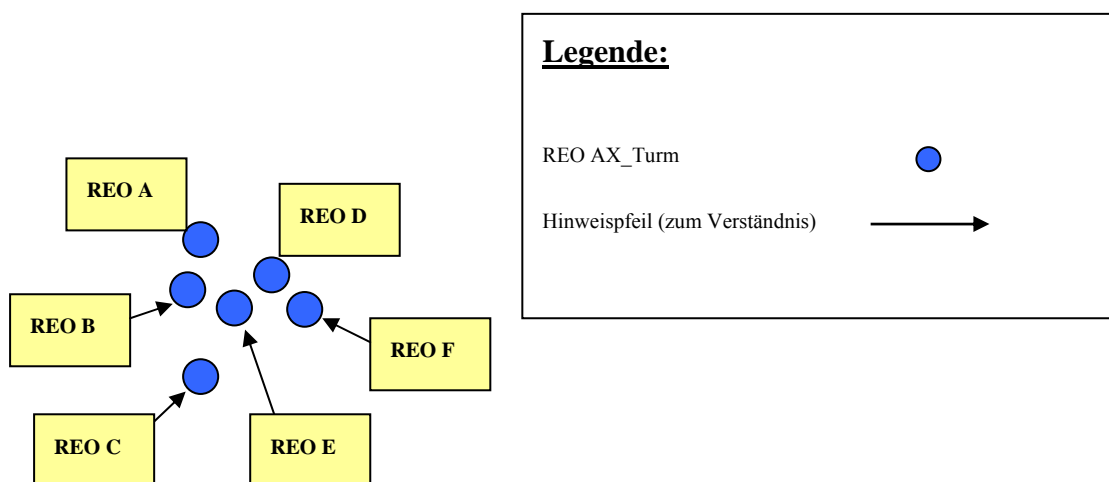 Legende:
REO AX_Turm
Hinweispfeil (zum Verständnis)
REO A
REO D
REO B
REO F
REO C
REO E